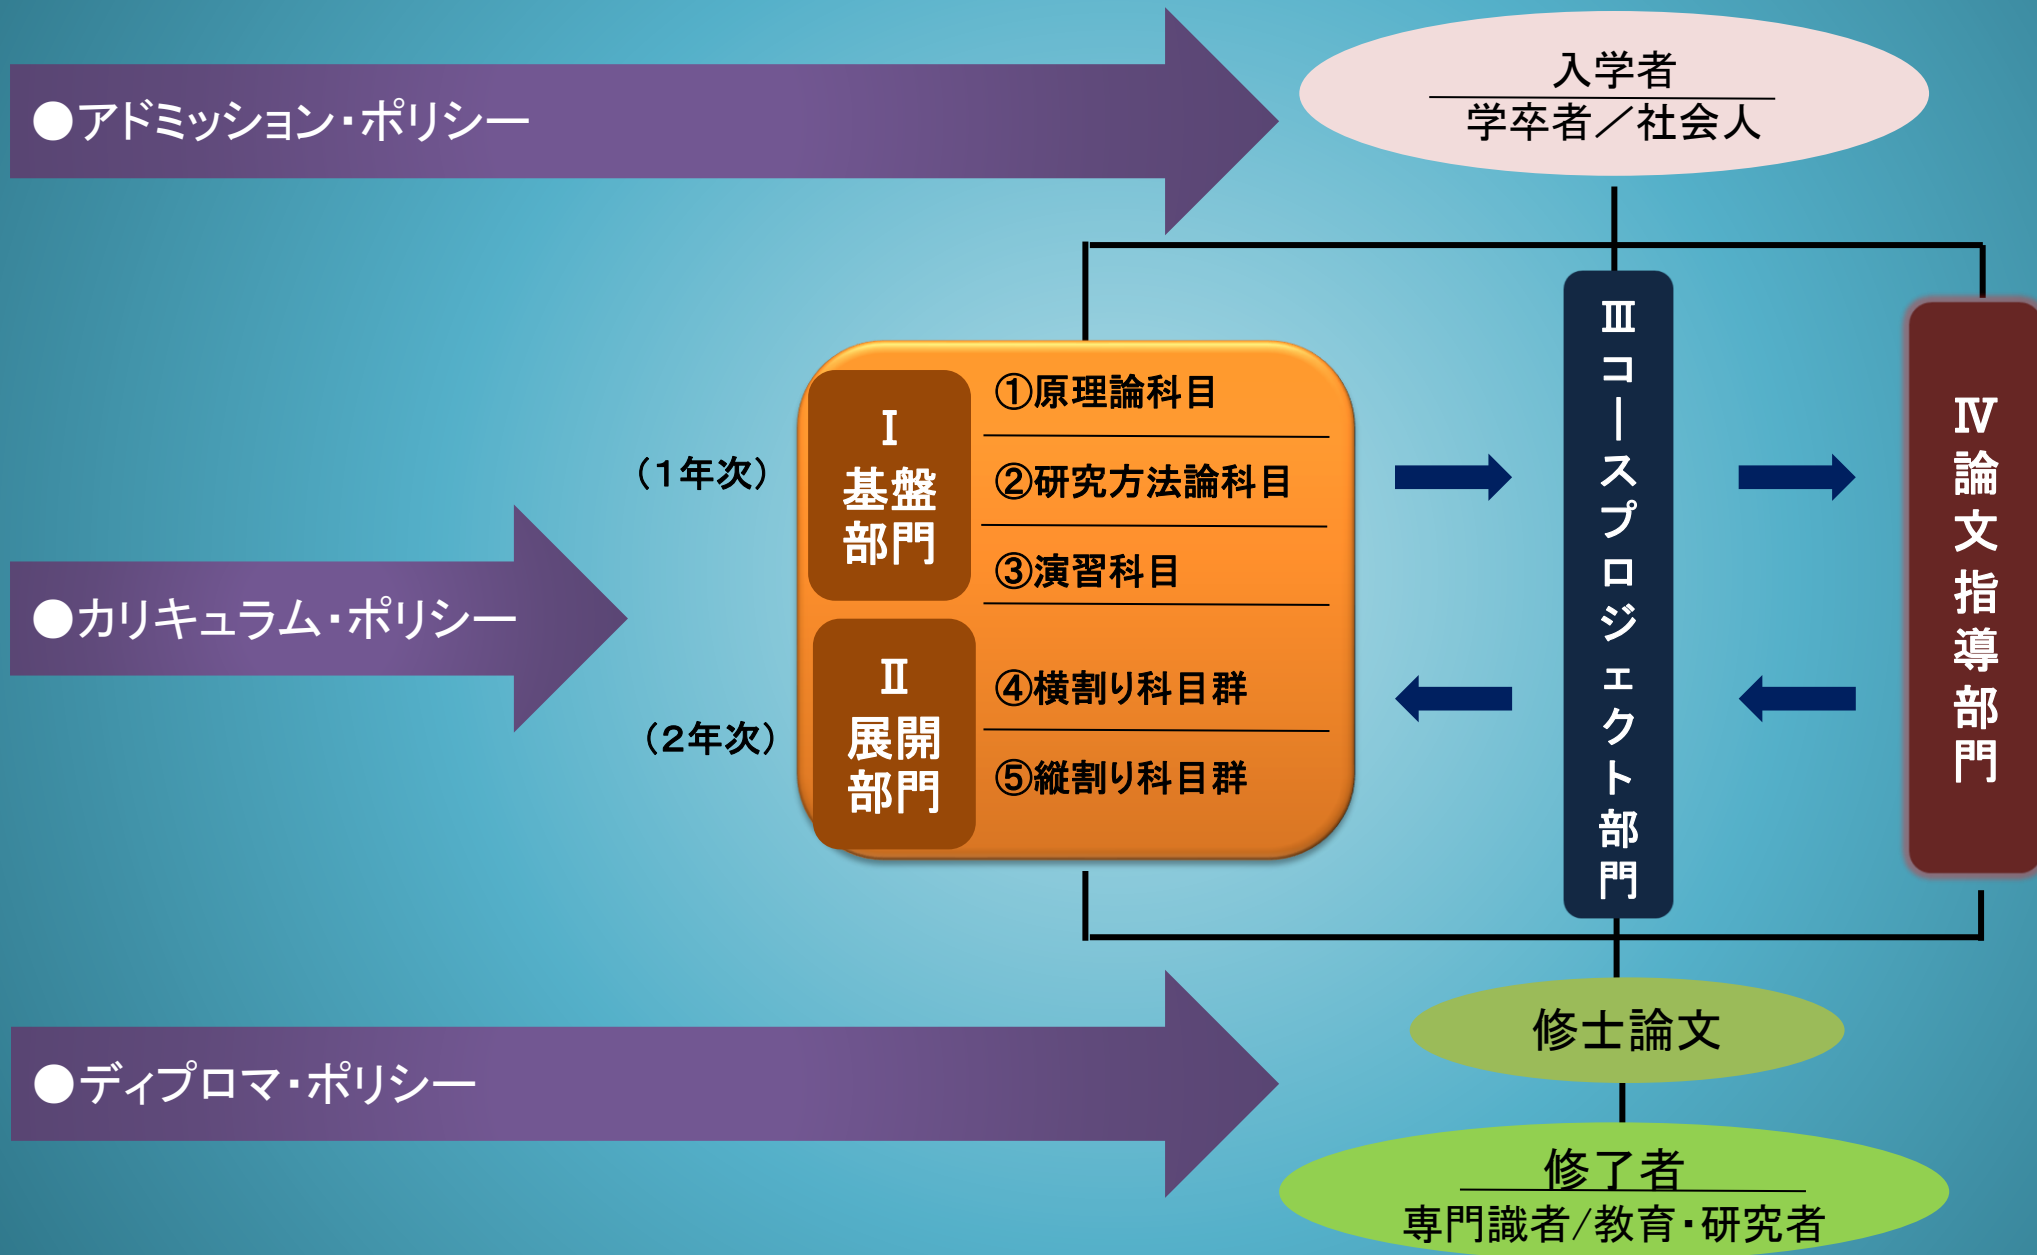 ●アドミッション・ポリシー
入学者
学卒者／社会人
●カリキュラム・ポリシー
（１年次）
Ⅰ
基盤
部門
①原理論科目
②研究方法論科目
③演習科目
（２年次）
Ⅱ
展開
部門
④横割り科目群
⑤縦割り科目群
Ⅲコースプロジェクト部門
Ⅳ論文指導部門
●ディプロマ・ポリシー
修士論文
修了者
専門識者/教育・研究者